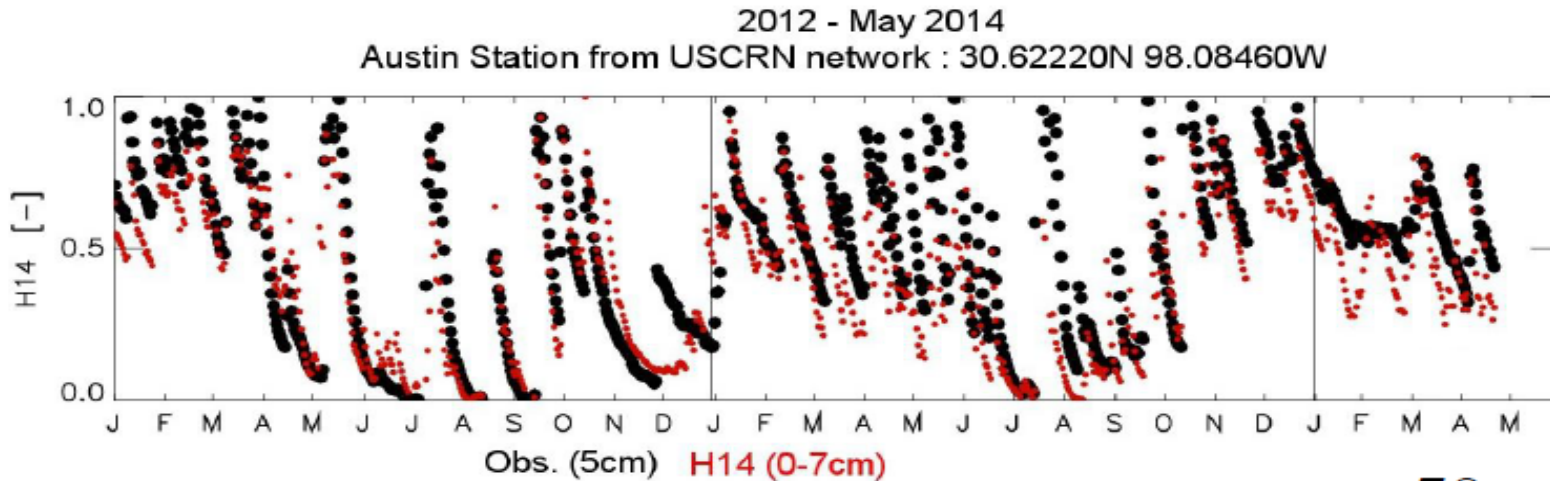 2012 - May 2014
Austin Station from USCRN network : 30.62220N 98.08460W
1.0
0.5
0.0
H14 [-]
J F M A M J J A S O N D J F M A M J J A S O N D J F M A M
Obs. (5cm) H14 (0-7cm)